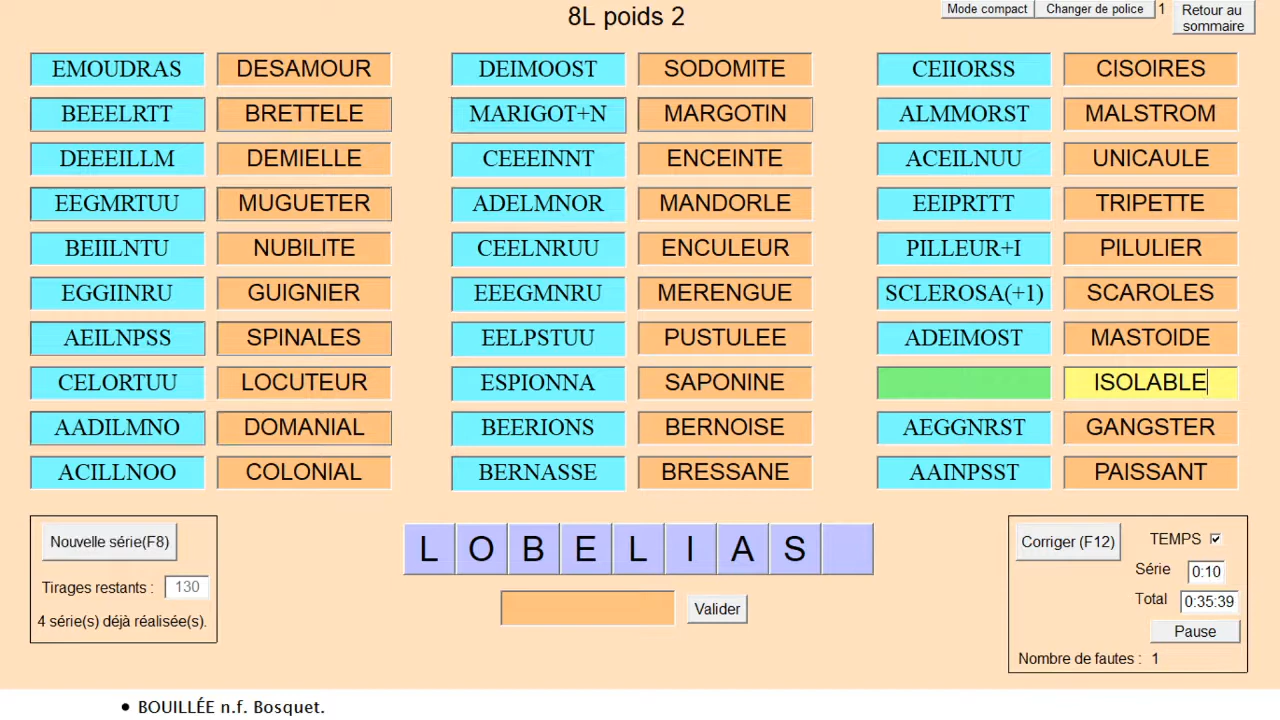 8L poids 2
Mode compact Changer de police 1 Retour au sommaire
EMOUDRAS DESAMOUR DEIMOOST SODOMITE CEIIORSS CISOIRES
BEEELRTT BRETTELE MARIGOT+N MARGOTIN ALMMORST MALSTROM
DEEEILLM DEMIELLE CEEEINNT ENCEINTE ACEILNUU UNICAULE
EEGMRTUU MUGUETER ADELMNOR MANDORLE EEIPRTTT TRIPETTE
BEIILNTU NUBILITE CEELNRUU ENCULEUR PILLEUR+I PILULIER
EGGIINRU GUIGNIER EEEGMNRU MERENGUE SCLEROSA(+1) SCAROLES
AEILNPSS SPINALES EELPSTUU PUSTULEE ADEIMOST MASTOIDE
CELORTUU LOCUTEUR ESPIONNA SAPONINE ISOLABLE
AADILMNO DOMANIAL BEERIONS BERNOISE AEGGNRST GANGSTER
ACILLNOO COLONIAL BERNASSE BRESSANE AAINPSST PAISSANT
Nouvelle série(F8)
Tirages restants : 130
4 série(s) déjà réalisée(s).
L O B E L I A S
Valider
Corriger (F12) TEMPS
Série 0:10
Total 0:35:39
Pause
Nombre de fautes : 1
• BOUILLÉE n.f. Bosquet.